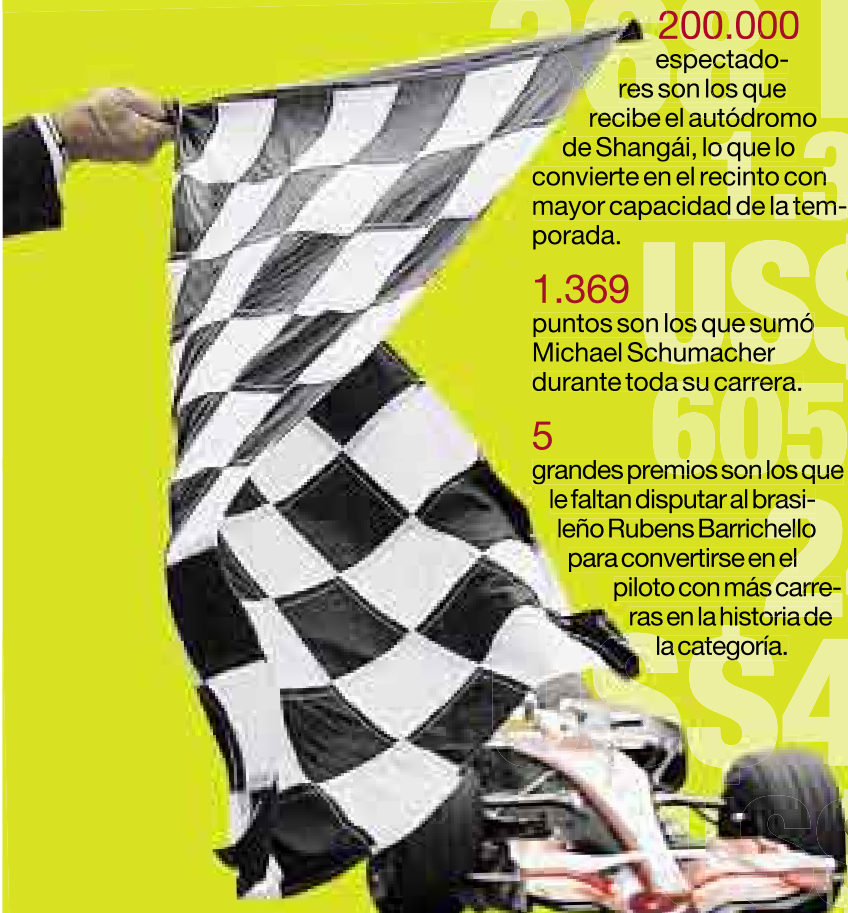 200.000
espectado-
res son los que
recibe el autódromo
de Shangái, lo que lo
convierte en el recinto con
mayor capacidad de la tem-
porada.
1.369
puntos son los que sumó
Michael Schumacher
durante toda su carrera.
5
grandes premios son los que
le faltan disputar al brasi-
leño Rubens Barrichello
para convertirse en el
piloto con más carre-
ras en la historia de
la categoría.
US$
605